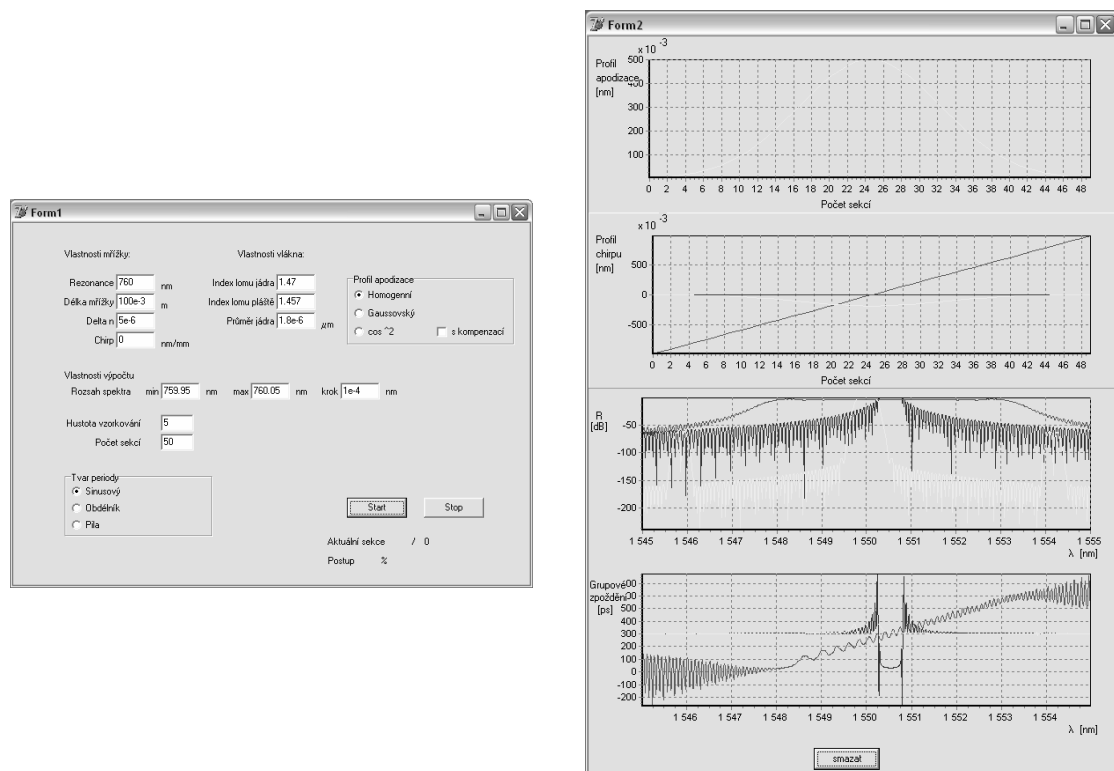 Form1
Vlastnosti mřížky:
Vlastnosti vlákna:
Rezonance 760 nm
Délka mřížky 100e-3 m
Delta n 5e-6
Chirp 0 nm/mm
Index lomu jádra 1.47
Index lomu pláště 1.457
Průměr jádra 1.8e-6 µm
Profil apodizace
Homogenní
Gaussovský
cos ^2
s kompenzací
Vlastnosti výpočtu
Rozsah spektra min 759.95 nm max 760.05 nm krok 1e-4 nm
Hustota vzorkování 5
Počet sekcí 50
Tvar periody
Sinusový
Obdélník
Pila
Start Stop
Aktuální sekce / 0
Postup %
Form2
x 10 -3
Profil
apodizace
[nm]
500
400
300
200
100
0 2 4 6 8 10 12 14 16 18 20 22 24 26 28 30 32 34 36 38 40 42 44 46 48
Počet sekcí
x 10 -3
Profil
chirpu
[nm]
500
0
-500
0 2 4 6 8 10 12 14 16 18 20 22 24 26 28 30 32 34 36 38 40 42 44 46 48
Počet sekcí
R
[dB]
-50
-100
-150
-200
1 545 1 546 1 547 1 548 1 549 1 550 1 551 1 552 1 553 1 554 1 555
λ [nm]
Grupové
zpoždění
[ps]
600
500
400
300
200
100
0
-100
-200
1 546 1 547 1 548 1 549 1 550 1 551 1 552 1 553 1 554
λ [nm]
smazat